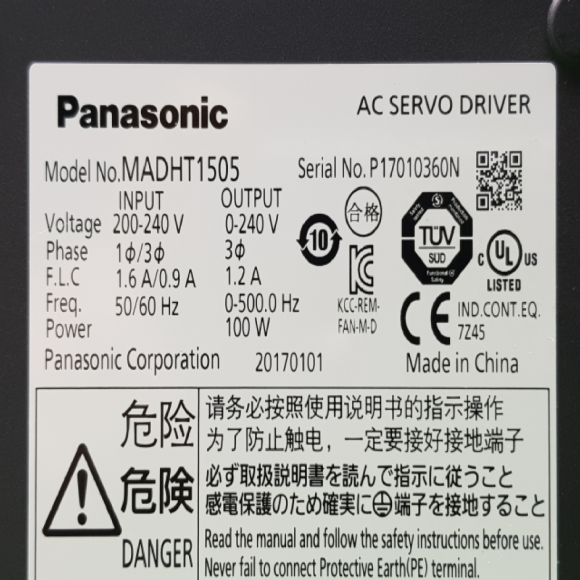 Panasonic AC SERVO DRIVER
Model No. MADHT1505 Serial No. P17010360N
INPUT OUTPUT
Voltage 200-240 V 0-240 V
Phase 1ϕ/3ϕ 3ϕ
F.L.C 1.6 A/0.9 A 1.2 A
Freq. 50/60 Hz 0-500.0 Hz
Power 100 W
合格
10
KCC-REM-
FAN-M-D
TÜV
SÜD
Functional
Safety
C UL US
LISTED
CE IND.CONT.EQ.
7Z45
Panasonic Corporation 20170101 Made in China
危险
请务必按照使用说明书的指示操作
为了防止触电，一定要接好接地端子
危険
必ず取扱説明書を読んで指示に従うこと
感電保護のため確実に⏚端子を接地すること
DANGER
Read the manual and follow the safety instructions before use.
Never fail to connect Protective Earth(PE) terminal.